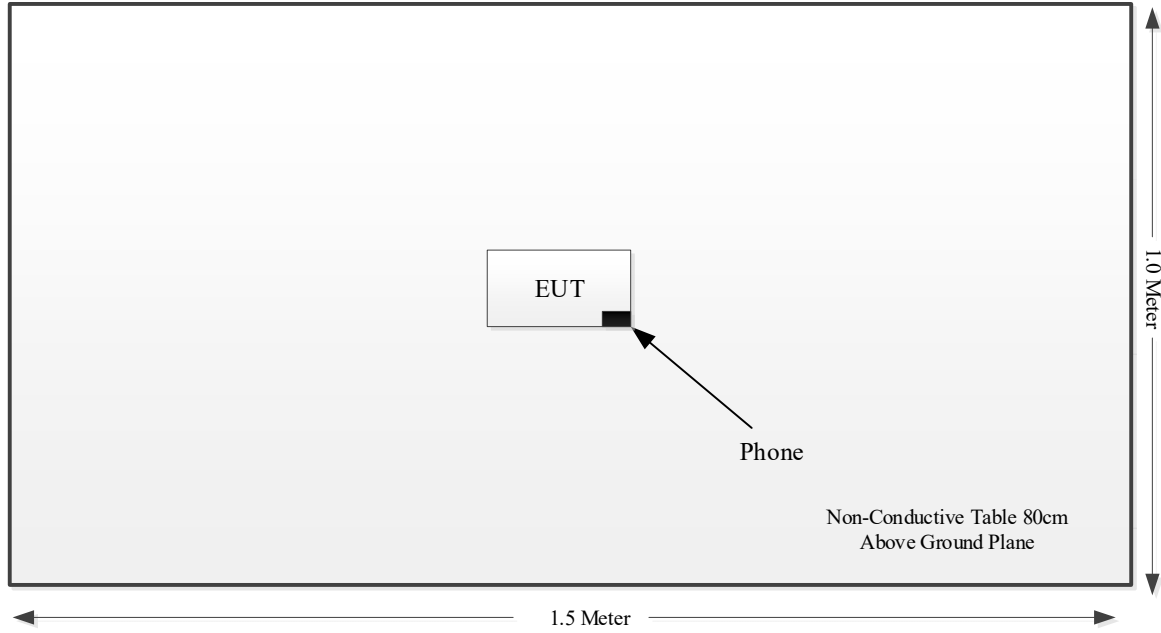 EUT
1.0 Meter
Phone
Non-Conductive Table 80cm
Above Ground Plane
1.5 Meter